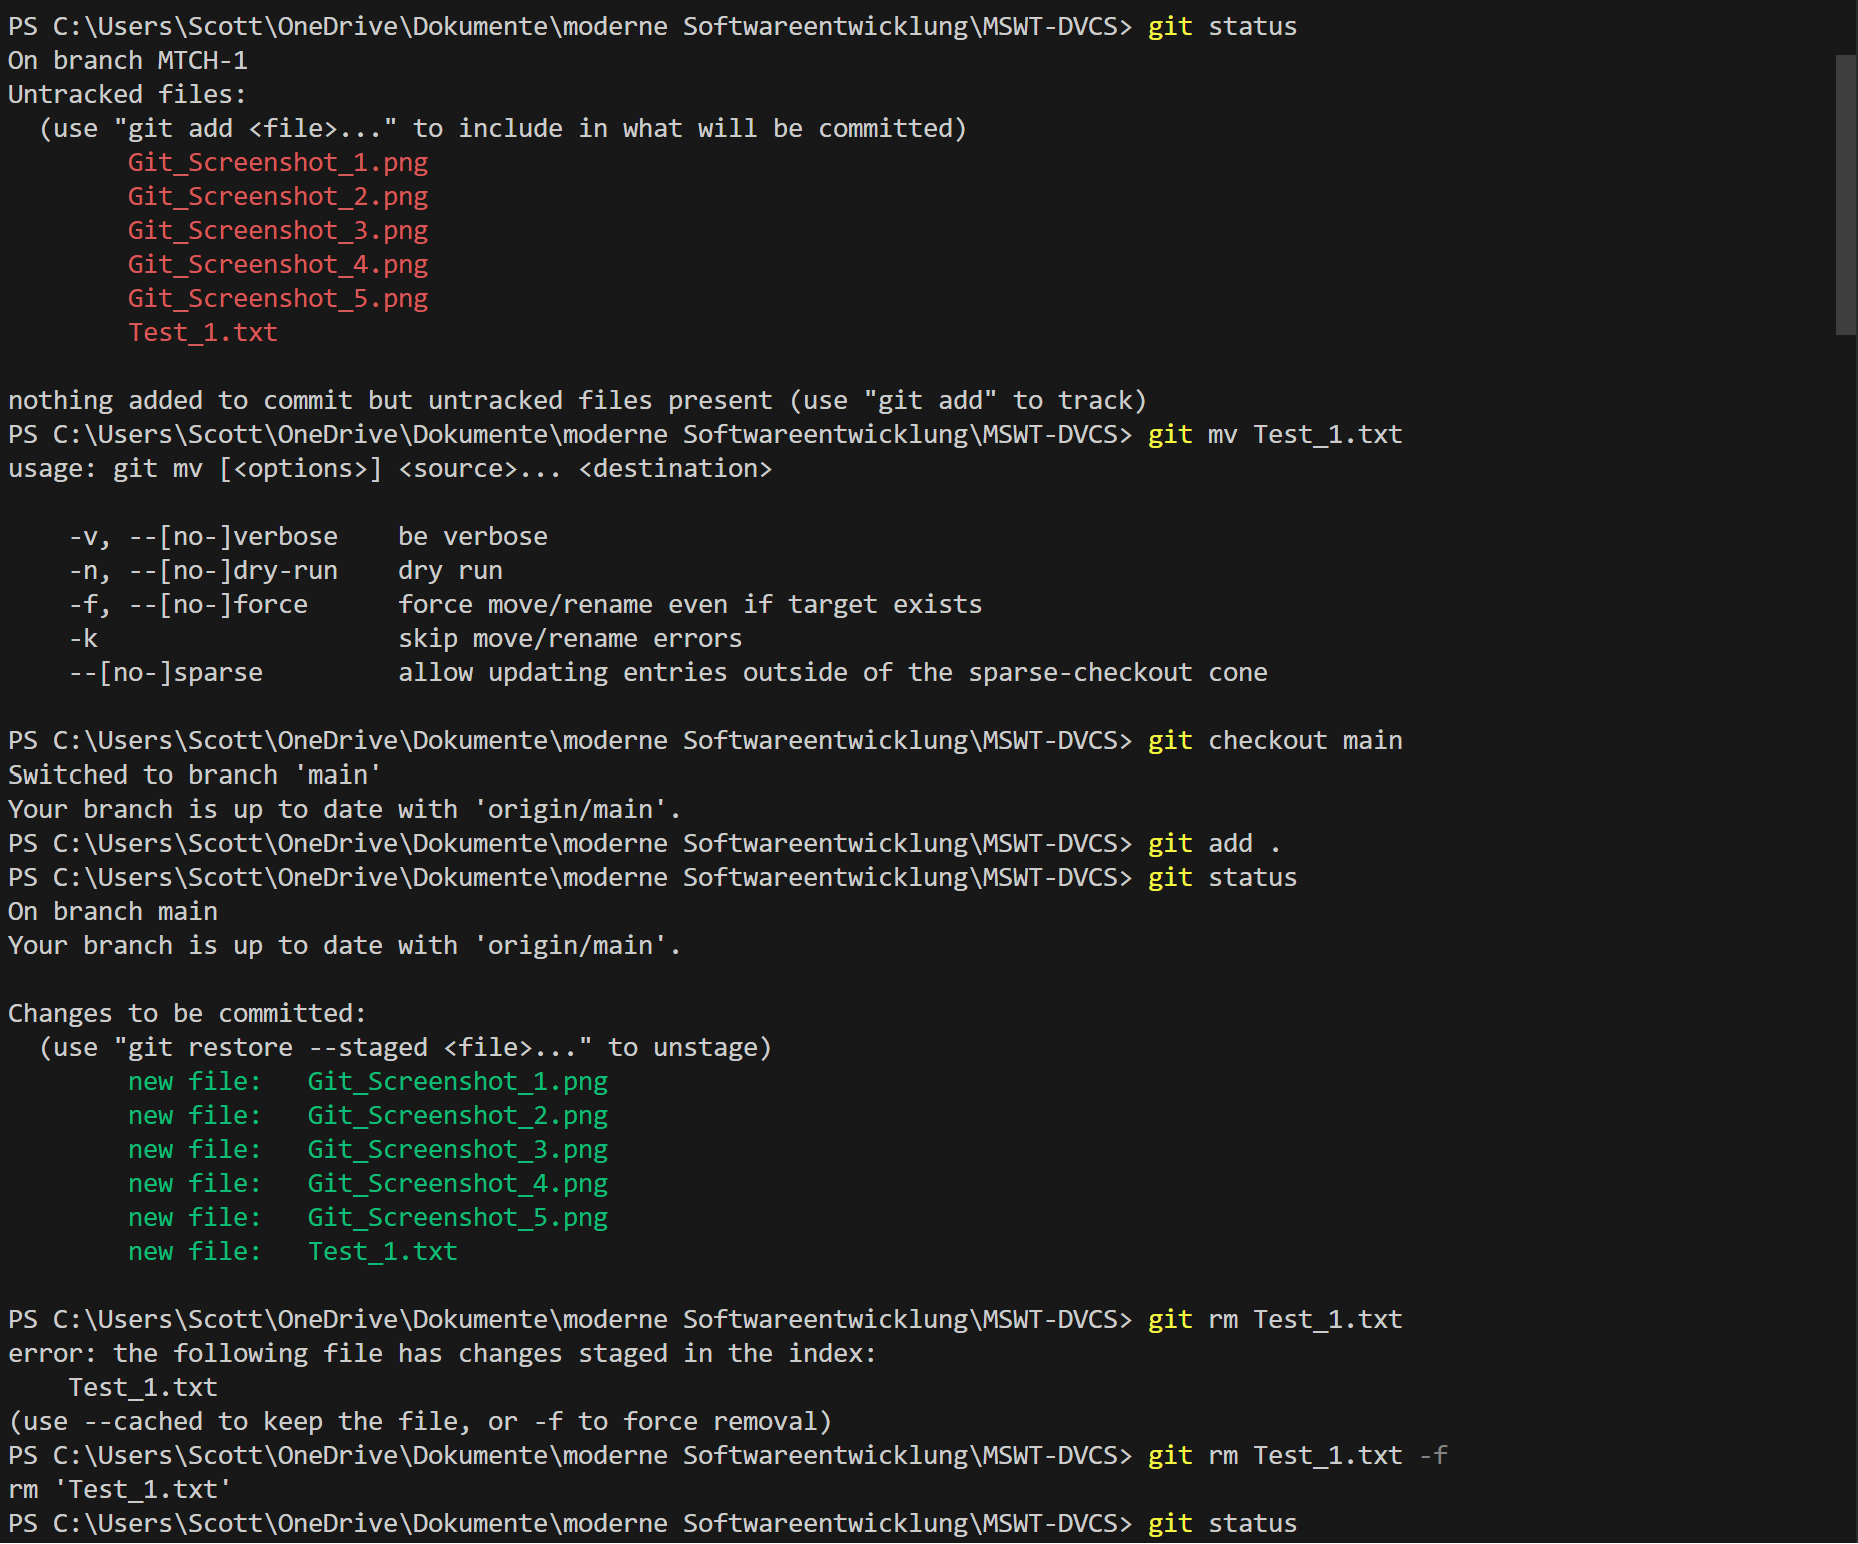 PS C:\Users\Scott\OneDrive\Dokumente\moderne Softwareentwicklung\MSWT-DVCS> git status
On branch MTCH-1
Untracked files:
  (use "git add <file>..." to include in what will be committed)
        Git_Screenshot_1.png
        Git_Screenshot_2.png
        Git_Screenshot_3.png
        Git_Screenshot_4.png
        Git_Screenshot_5.png
        Test_1.txt

nothing added to commit but untracked files present (use "git add" to track)
PS C:\Users\Scott\OneDrive\Dokumente\moderne Softwareentwicklung\MSWT-DVCS> git mv Test_1.txt
usage: git mv [<options>] <source>... <destination>

    -v, --[no-]verbose    be verbose
    -n, --[no-]dry-run    dry run
    -f, --[no-]force      force move/rename even if target exists
    -k                    skip move/rename errors
    --[no-]sparse         allow updating entries outside of the sparse-checkout cone

PS C:\Users\Scott\OneDrive\Dokumente\moderne Softwareentwicklung\MSWT-DVCS> git checkout main
Switched to branch 'main'
Your branch is up to date with 'origin/main'.
PS C:\Users\Scott\OneDrive\Dokumente\moderne Softwareentwicklung\MSWT-DVCS> git add .
PS C:\Users\Scott\OneDrive\Dokumente\moderne Softwareentwicklung\MSWT-DVCS> git status
On branch main
Your branch is up to date with 'origin/main'.

Changes to be committed:
  (use "git restore --staged <file>..." to unstage)
        new file:   Git_Screenshot_1.png
        new file:   Git_Screenshot_2.png
        new file:   Git_Screenshot_3.png
        new file:   Git_Screenshot_4.png
        new file:   Git_Screenshot_5.png
        new file:   Test_1.txt

PS C:\Users\Scott\OneDrive\Dokumente\moderne Softwareentwicklung\MSWT-DVCS> git rm Test_1.txt
error: the following file has changes staged in the index:
    Test_1.txt
(use --cached to keep the file, or -f to force removal)
PS C:\Users\Scott\OneDrive\Dokumente\moderne Softwareentwicklung\MSWT-DVCS> git rm Test_1.txt -f
rm 'Test_1.txt'
PS C:\Users\Scott\OneDrive\Dokumente\moderne Softwareentwicklung\MSWT-DVCS> git status